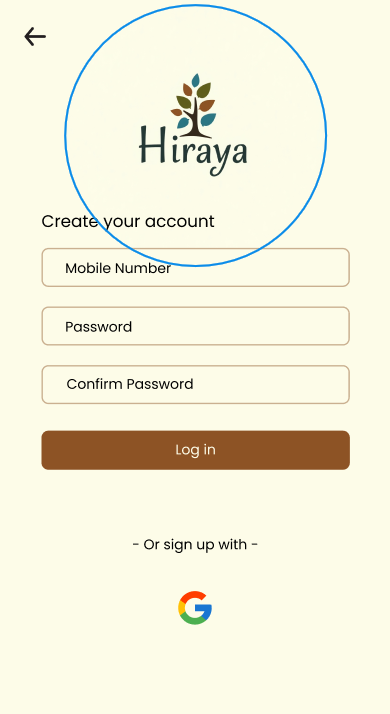 Hiraya
Create your account
Mobile Number
Password
Confirm Password
Log in
- Or sign up with -